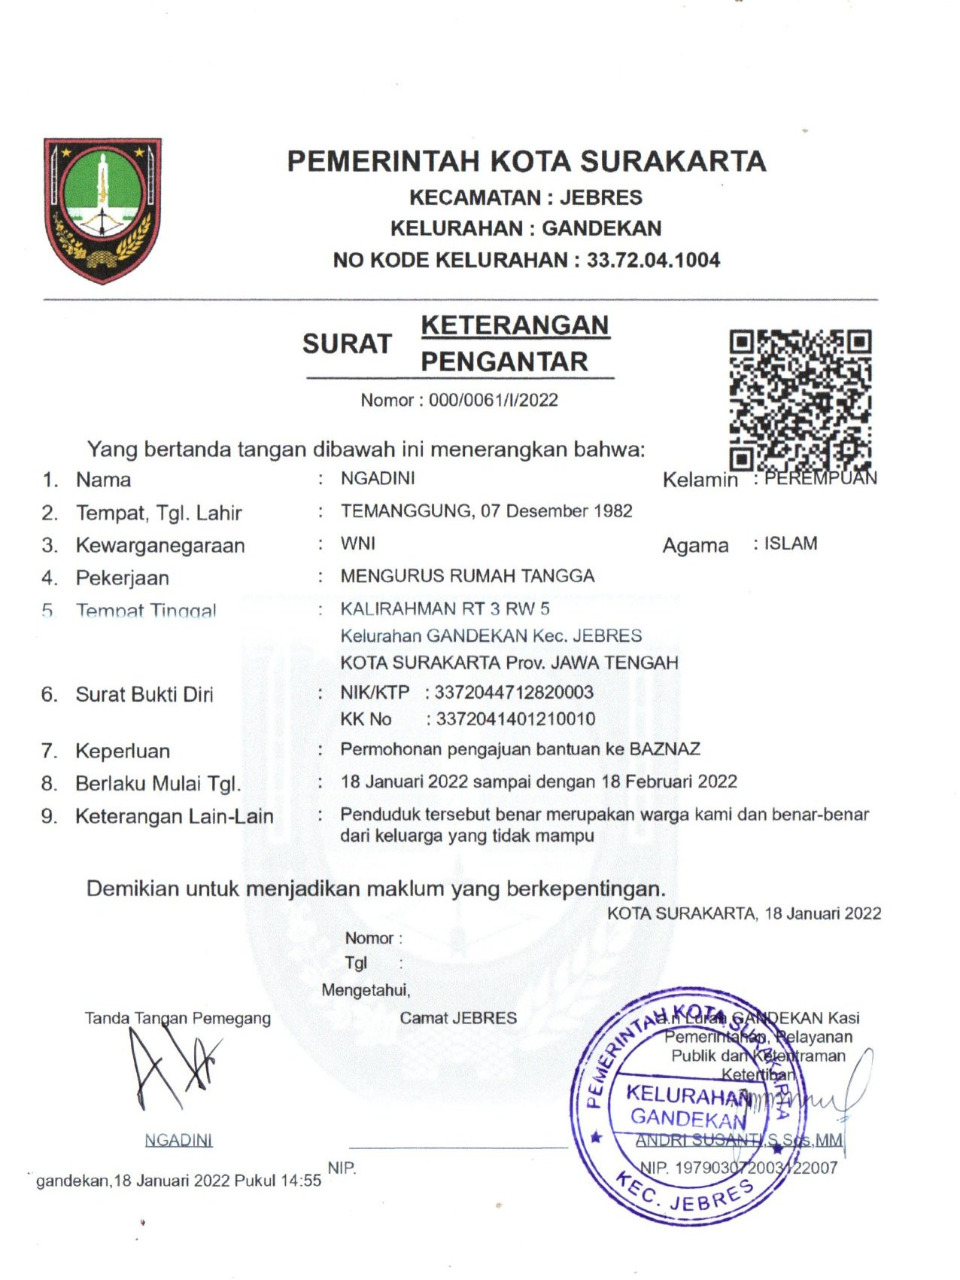 PEMERINTAH KOTA SURAKARTA
KECAMATAN : JEBRES
KELURAHAN : GANDEKAN
NO KODE KELURAHAN : 33.72.04.1004
SURAT KETERANGAN
PENGANTAR
Nomor : 000/0061/I/2022
Yang bertanda tangan dibawah ini menerangkan bahwa:
1. Nama : NGADINI Kelamin : PEREMPUAN
2. Tempat, Tgl. Lahir : TEMANGGUNG, 07 Desember 1982
3. Kewarganegaraan : WNI Agama : ISLAM
4. Pekerjaan : MENGURUS RUMAH TANGGA
5 Tempat Tinggal : KALIRAHMAN RT 3 RW 5
Kelurahan GANDEKAN Kec. JEBRES
KOTA SURAKARTA Prov. JAWA TENGAH
6. Surat Bukti Diri : NIK/KTP : 3372044712820003
KK No : 3372041401210010
7. Keperluan : Permohonan pengajuan bantuan ke BAZNAZ
8. Berlaku Mulai Tgl. : 18 Januari 2022 sampai dengan 18 Februari 2022
9. Keterangan Lain-Lain : Penduduk tersebut benar merupakan warga kami dan benar-benar
dari keluarga yang tidak mampu
Demikian untuk menjadikan maklum yang berkepentingan.
KOTA SURAKARTA, 18 Januari 2022
Nomor :
Tgl :
Mengetahui,
Tanda Tangan Pemegang Camat JEBRES a.n Lurah GANDEKAN Kasi
Pemerintahan, Pelayanan
Publik dan Ketentraman
Ketertiban
PEMERINTAH KOTA SURAKARTA
KELURAHAN
GANDEKAN
KEC. JEBRES
NGADINI ANDRI SUSANTI,S.Sos,MM
NIP. NIP. 197903072003122007
gandekan,18 Januari 2022 Pukul 14:55